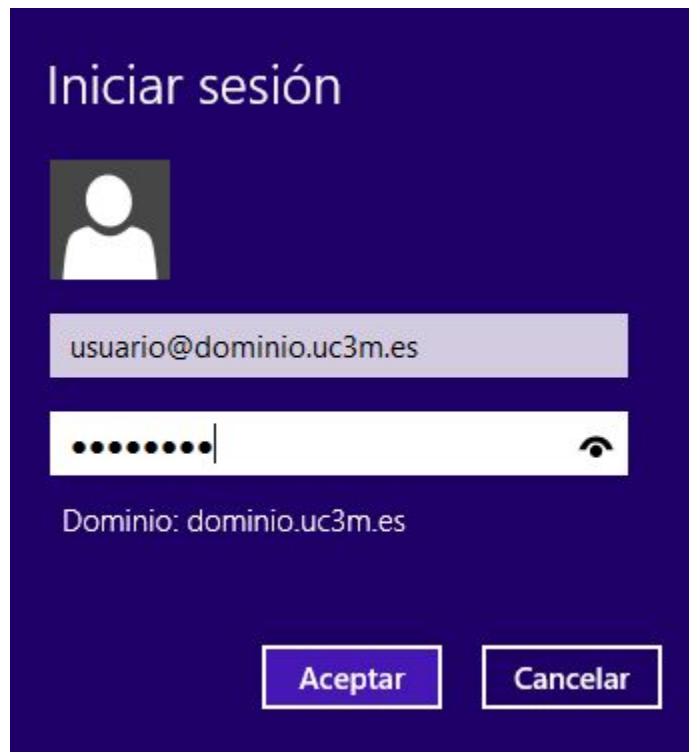 Iniciar sesión
usuario@dominio.uc3m.es
••••••••
Dominio: dominio.uc3m.es
Aceptar Cancelar